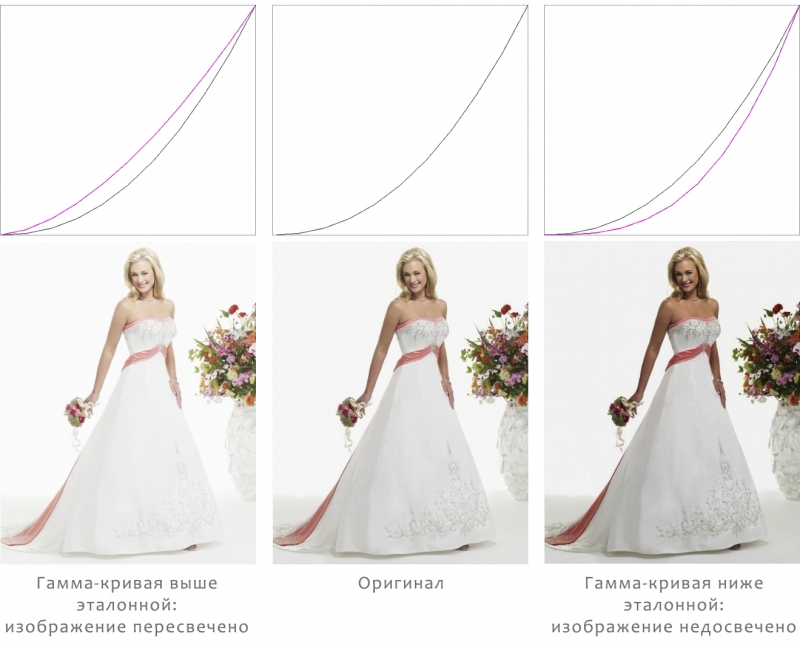 Гамма-кривая выше
эталонной:
изображение пересвечено
Оригинал
Гамма-кривая ниже
эталонной:
изображение недосвечено